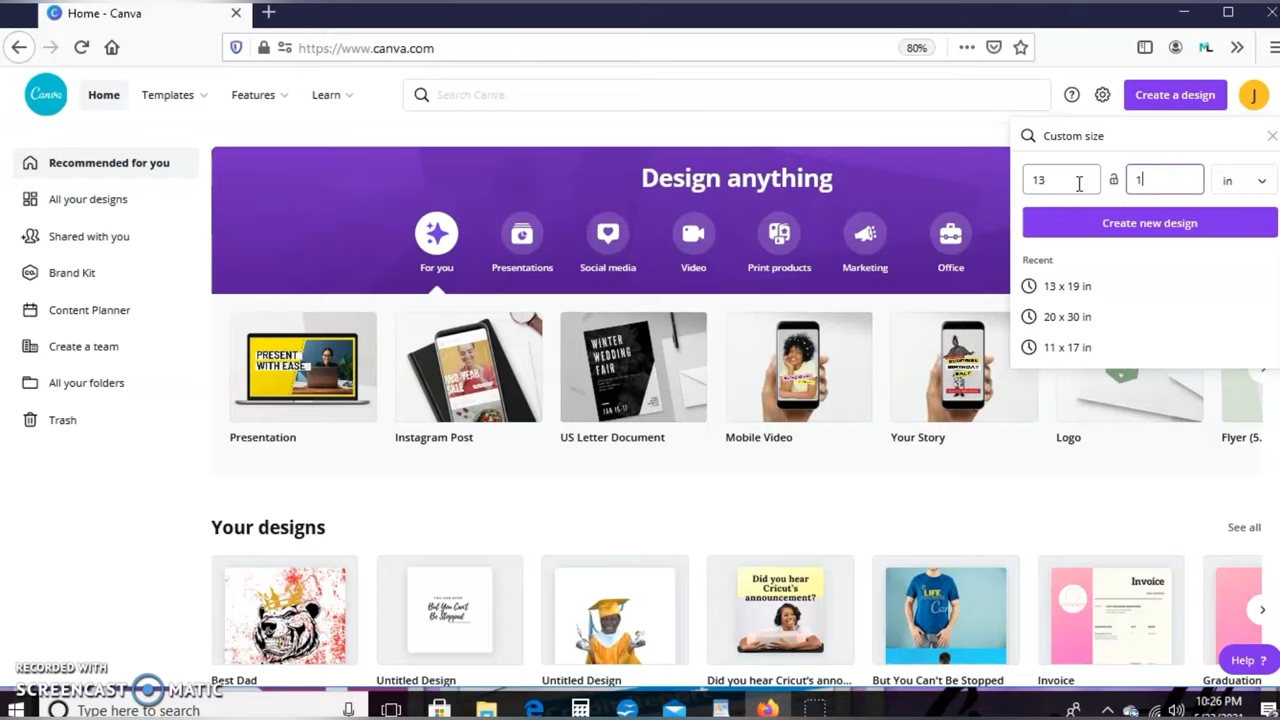 Home - Canva
https://www.canva.com
80%
Canva
Home
Templates
Features
Learn
Search Canva
Create a design
J
Custom size
13
1
in
Create new design
Recent
13 x 19 in
20 x 30 in
11 x 17 in
Recommended for you
All your designs
Shared with you
Brand Kit
Content Planner
Create a team
All your folders
Trash
Design anything
For you
Presentations
Social media
Video
Print products
Marketing
Office
PRESENT
WITH EASE
WINTER
WEDDING
FAIR
Presentation
Instagram Post
US Letter Document
Mobile Video
Your Story
Logo
Flyer (5.
Your designs
See all
But You Can't
Be Stopped
Did you hear
Cricut's
announcement?
LIFE
Canva
Invoice
Best Dad
Untitled Design
Untitled Design
Did you hear Cricut's anno...
But You Can't Be Stopped
Invoice
Graduation
Help ?
RECORDED WITH
SCREENCAST MATIC
Type here to search
10:26 PM